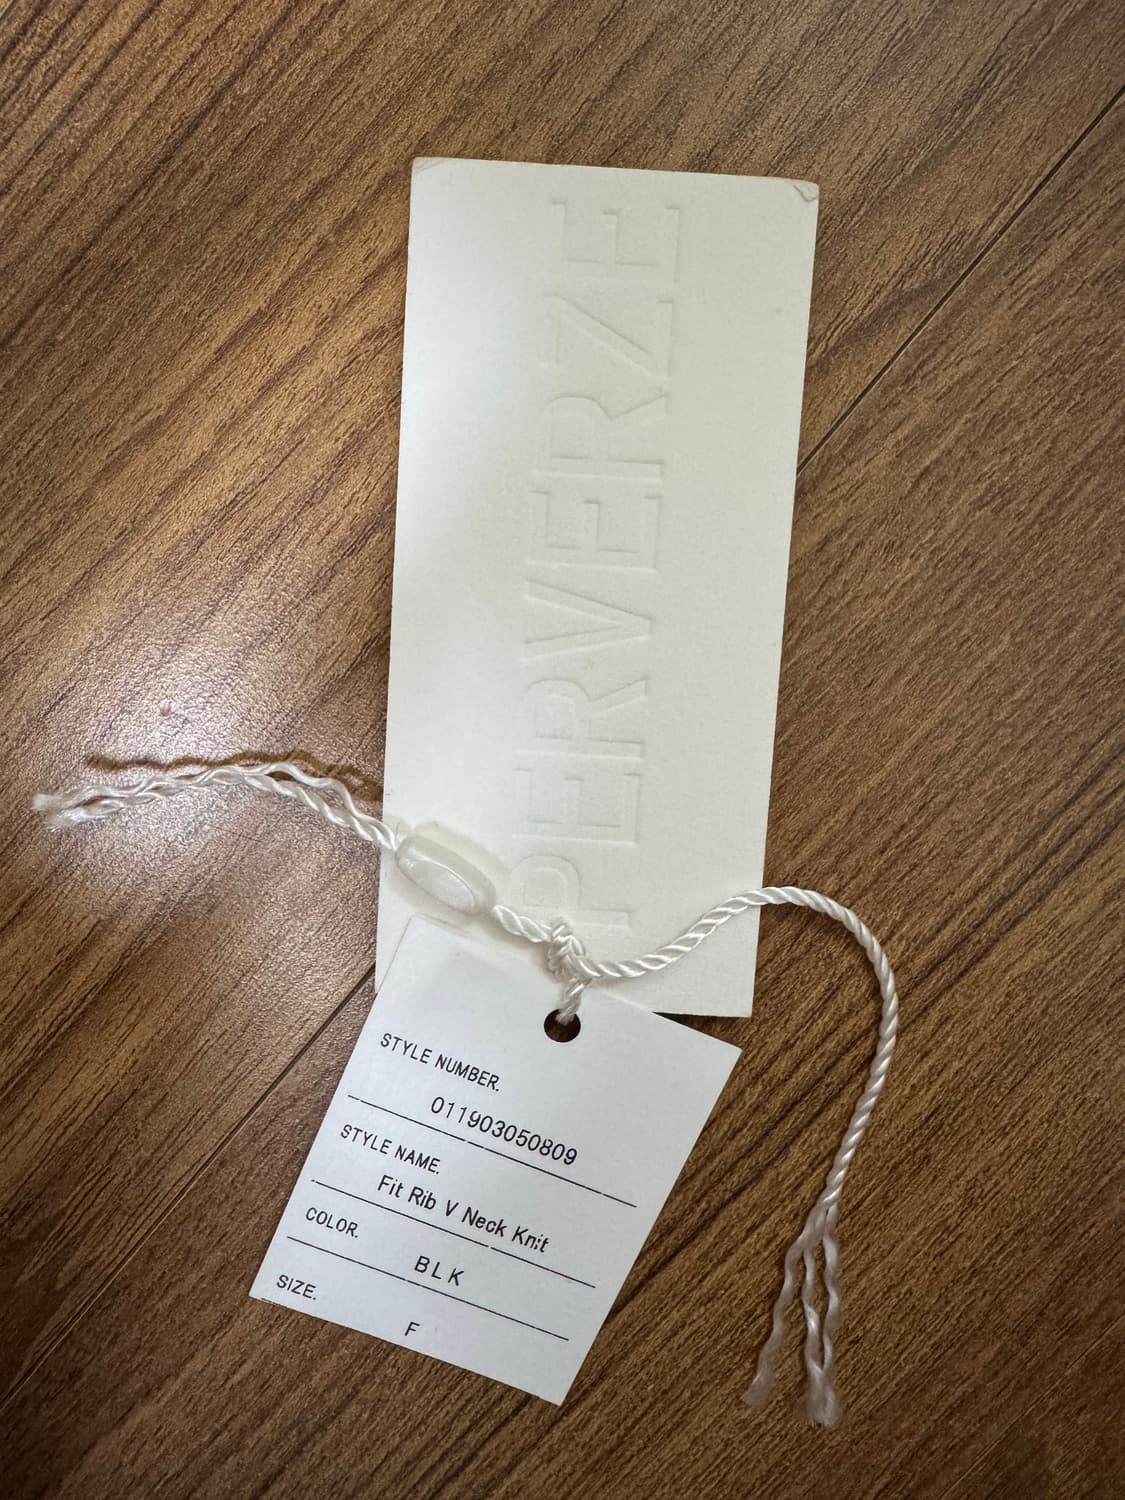 PERVERZE
STYLE NUMBER.
011903050809
STYLE NAME.
Fit Rib V Neck Knit
COLOR.
BLK
SIZE.
F